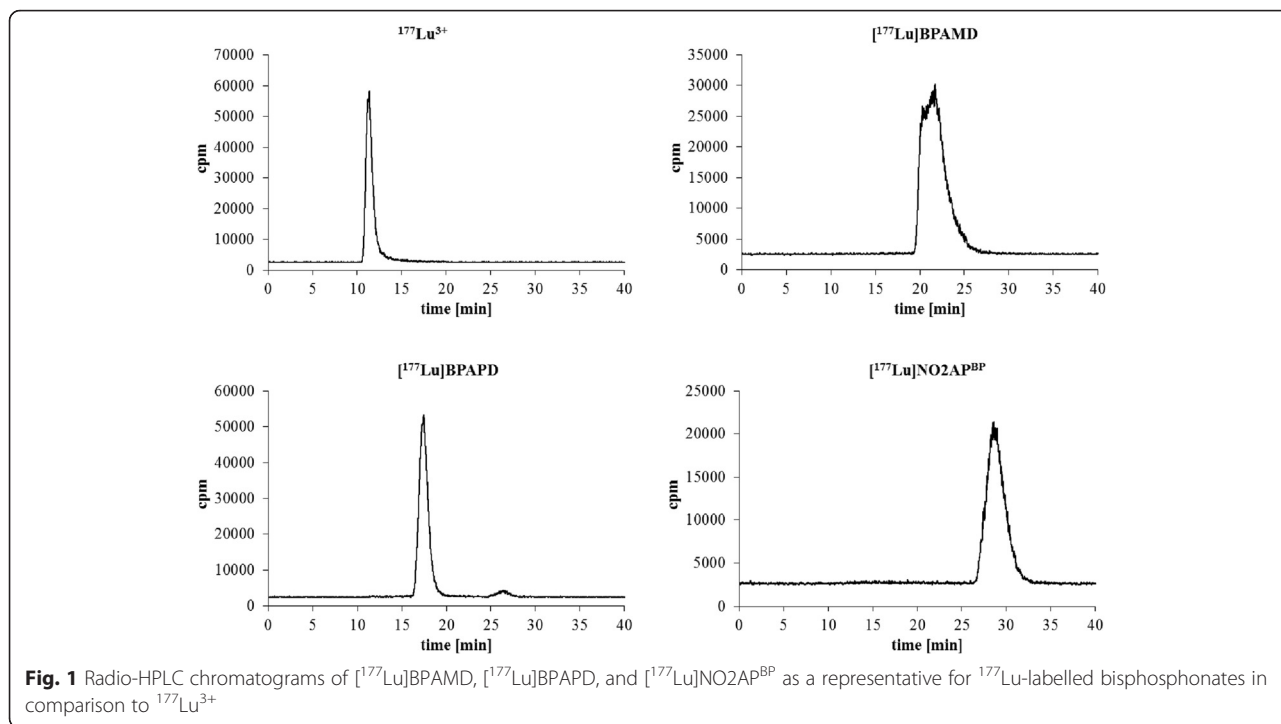 ¹⁷⁷Lu³⁺
70000
60000
50000
40000
30000
20000
10000
0
cpm
0 5 10 15 20 25 30 35 40
time [min]
[¹⁷⁷Lu]BPAMD
35000
30000
25000
20000
15000
10000
5000
0
cpm
0 5 10 15 20 25 30 35 40
time [min]
[¹⁷⁷Lu]BPAPD
60000
50000
40000
30000
20000
10000
0
cpm
0 5 10 15 20 25 30 35 40
time [min]
[¹⁷⁷Lu]NO2APᴮᴾ
25000
20000
15000
10000
5000
0
cpm
0 5 10 15 20 25 30 35 40
time [min]
Fig. 1 Radio-HPLC chromatograms of [¹⁷⁷Lu]BPAMD, [¹⁷⁷Lu]BPAPD, and [¹⁷⁷Lu]NO2APᴮᴾ as a representative for ¹⁷⁷Lu-labelled bisphosphonates in
comparison to ¹⁷⁷Lu³⁺